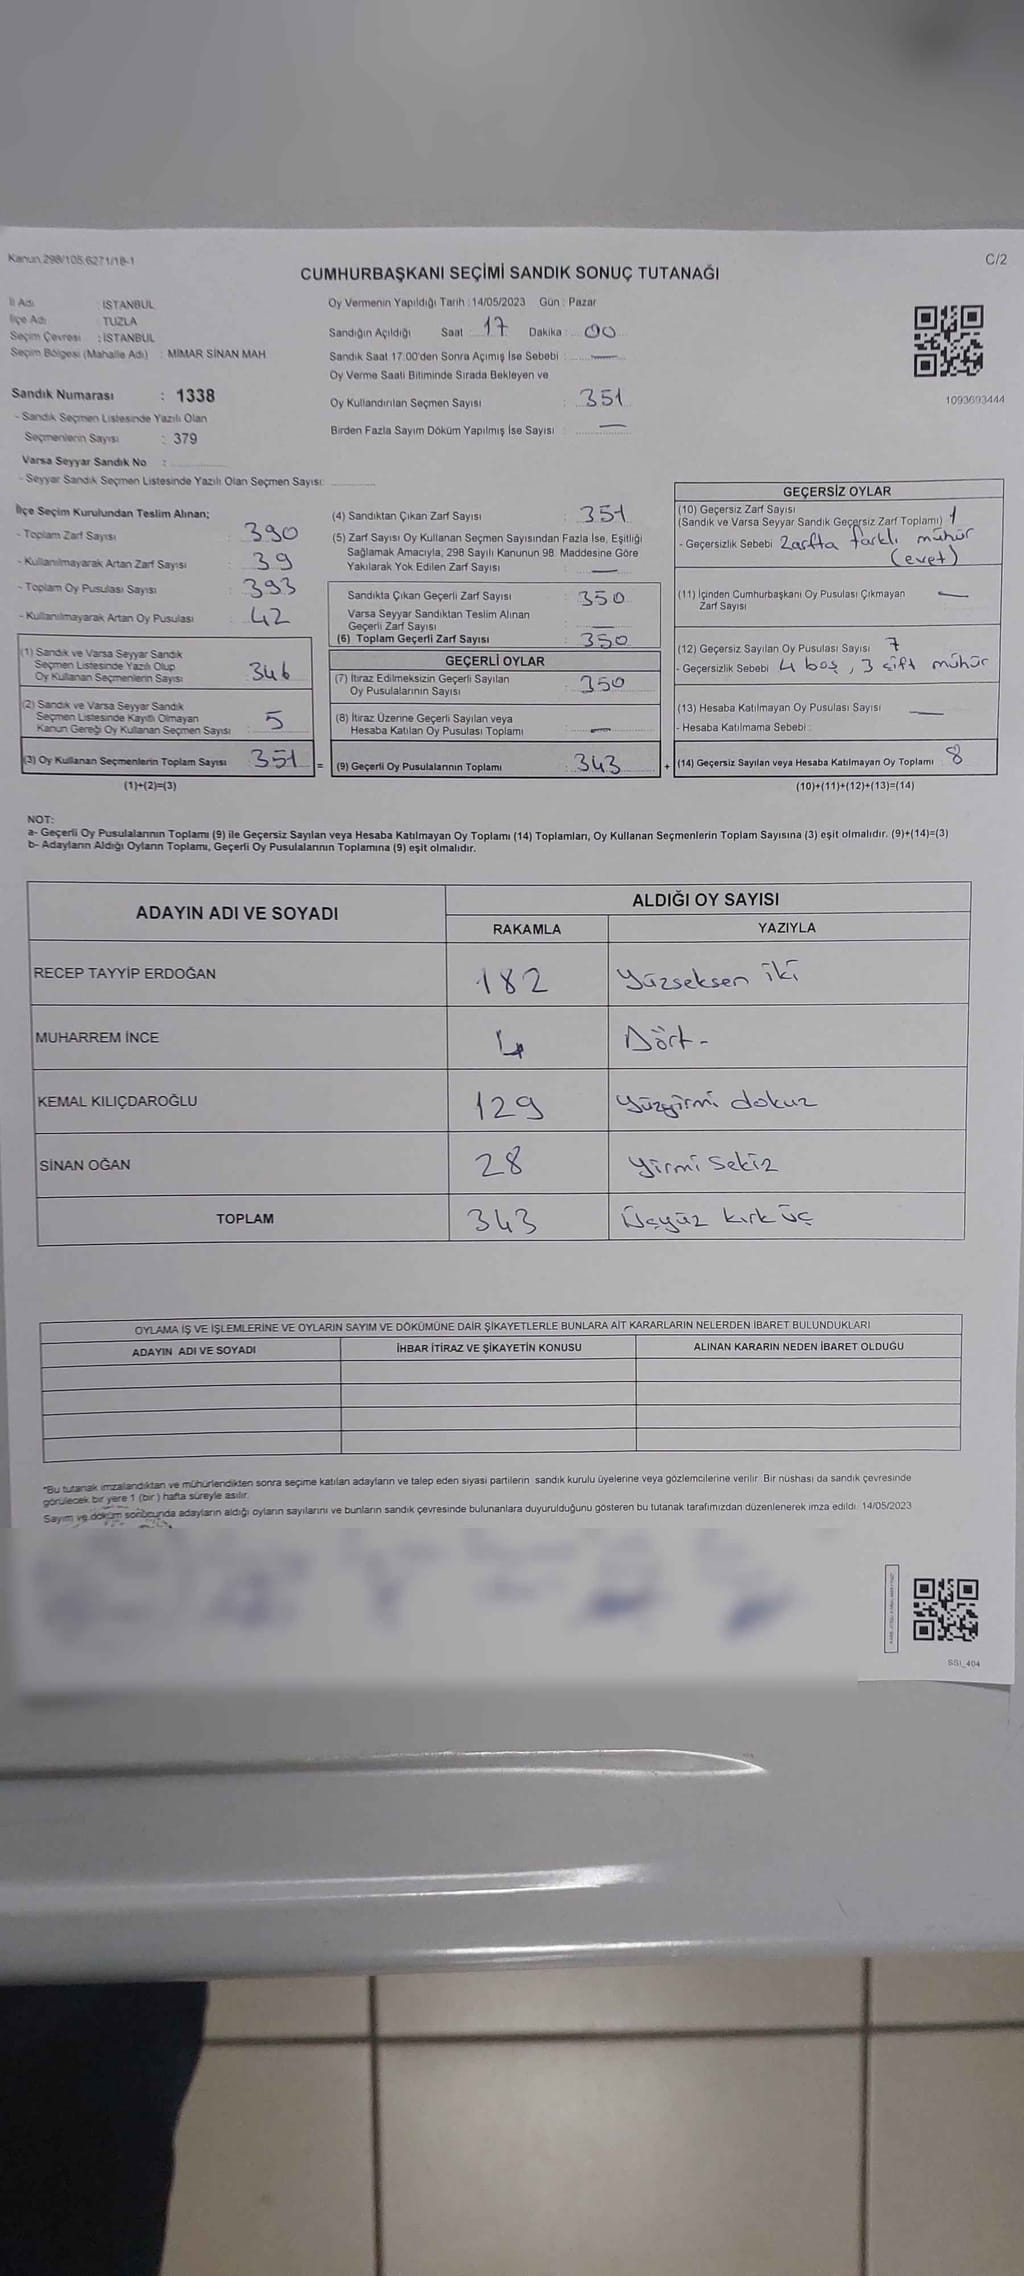 Kanun 298/105,6271/18-1
C/2
CUMHURBAŞKANI SEÇİMİ SANDIK SONUÇ TUTANAĞI
İl Adı : İSTANBUL
İlçe Adı : TUZLA
Seçim Çevresi : İSTANBUL
Seçim Bölgesi (Mahalle Adı) : MİMAR SİNAN MAH
Sandık Numarası : 1338
- Sandık Seçmen Listesinde Yazılı Olan
Seçmenlerin Sayısı : 379
Varsa Seyyar Sandık No :
- Seyyar Sandık Seçmen Listesinde Yazılı Olan Seçmen Sayısı:
Oy Vermenin Yapıldığı Tarih : 14/05/2023 Gün : Pazar
Sandığın Açıldığı Saat : 17 Dakika : 00
Sandık Saat 17:00'den Sonra Açımış İse Sebebi : —
Oy Verme Saati Bitiminde Sırada Bekleyen ve
Oy Kullandırılan Seçmen Sayısı : 351
Birden Fazla Sayım Döküm Yapılmış İse Sayısı : —
1093693444
İlçe Seçim Kurulundan Teslim Alınan;
- Toplam Zarf Sayısı : 390
- Kullanılmayarak Artan Zarf Sayısı : 39
- Toplam Oy Pusulası Sayısı : 393
- Kullanılmayarak Artan Oy Pusulası : 42
(1) Sandık ve Varsa Seyyar Sandık
Seçmen Listesinde Yazılı Olup
Oy Kullanan Seçmenlerin Sayısı : 346
(2) Sandık ve Varsa Seyyar Sandık
Seçmen Listesinde Kayıtlı Olmayan
Kanun Gereği Oy Kullanan Seçmen Sayısı : 5
(3) Oy Kullanan Seçmenlerin Toplam Sayısı : 351 =
(1)+(2)=(3)
(4) Sandıktan Çıkan Zarf Sayısı : 351
(5) Zarf Sayısı Oy Kullanan Seçmen Sayısından Fazla İse, Eşitliği
Sağlamak Amacıyla, 298 Sayılı Kanunun 98. Maddesine Göre
Yakılarak Yok Edilen Zarf Sayısı : —
Sandıkta Çıkan Geçerli Zarf Sayısı : 350
Varsa Seyyar Sandıktan Teslim Alınan
Geçerli Zarf Sayısı : —
(6) Toplam Geçerli Zarf Sayısı : 350
GEÇERLİ OYLAR
(7) İtiraz Edilmeksizin Geçerli Sayılan
Oy Pusulalarının Sayısı : 350
(8) İtiraz Üzerine Geçerli Sayılan veya
Hesaba Katılan Oy Pusulası Toplamı : —
(9) Geçerli Oy Pusulalarının Toplamı : 343 +
GEÇERSİZ OYLAR
(10) Geçersiz Zarf Sayısı
(Sandık ve Varsa Seyyar Sandık Geçersiz Zarf Toplamı) : 1
- Geçersizlik Sebebi : Zarfta farklı mühür
(evet)
(11) İçinden Cumhurbaşkanı Oy Pusulası Çıkmayan
Zarf Sayısı : —
(12) Geçersiz Sayılan Oy Pusulası Sayısı : 7
- Geçersizlik Sebebi : 4 boş, 3 çift mühür
(13) Hesaba Katılmayan Oy Pusulası Sayısı : —
- Hesaba Katılmama Sebebi :
(14) Geçersiz Sayılan veya Hesaba Katılmayan Oy Toplamı : 8
(10)+(11)+(12)+(13)=(14)
NOT:
a- Geçerli Oy Pusulalarının Toplamı (9) ile Geçersiz Sayılan veya Hesaba Katılmayan Oy Toplamı (14) Toplamları, Oy Kullanan Seçmenlerin Toplam Sayısına (3) eşit olmalıdır. (9)+(14)=(3)
b- Adayların Aldığı Oyların Toplamı, Geçerli Oy Pusulalarının Toplamına (9) eşit olmalıdır.
ADAYIN ADI VE SOYADI
ALDIĞI OY SAYISI
RAKAMLA YAZIYLA
RECEP TAYYİP ERDOĞAN 182 Yüzseksen iki
MUHARREM İNCE 4 Dört -
KEMAL KILIÇDAROĞLU 129 Yüzyirmi dokuz
SİNAN OĞAN 28 Yirmi sekiz
TOPLAM 343 Üçyüz kırk üç
OYLAMA İŞ VE İŞLEMLERİNE VE OYLARIN SAYIM VE DÖKÜMÜNE DAİR ŞİKAYETLERLE BUNLARA AİT KARARLARIN NELERDEN İBARET BULUNDUKLARI
ADAYIN ADI VE SOYADI İHBAR İTİRAZ VE ŞİKAYETİN KONUSU ALINAN KARARIN NEDEN İBARET OLDUĞU
*Bu tutanak imzalandıktan ve mühürlendikten sonra seçime katılan adayların ve talep eden siyasi partilerin sandık kurulu üyelerine veya gözlemcilerine verilir. Bir nüshası da sandık çevresinde
görülecek bir yere 1 (bir) hafta süreyle asılır.
Sayım ve döküm sonucunda adayların aldığı oyların sayılarını ve bunların sandık çevresinde bulunanlara duyurulduğunu gösteren bu tutanak tarafımızdan düzenlenerek imza edildi. 14/05/2023
SSI_404